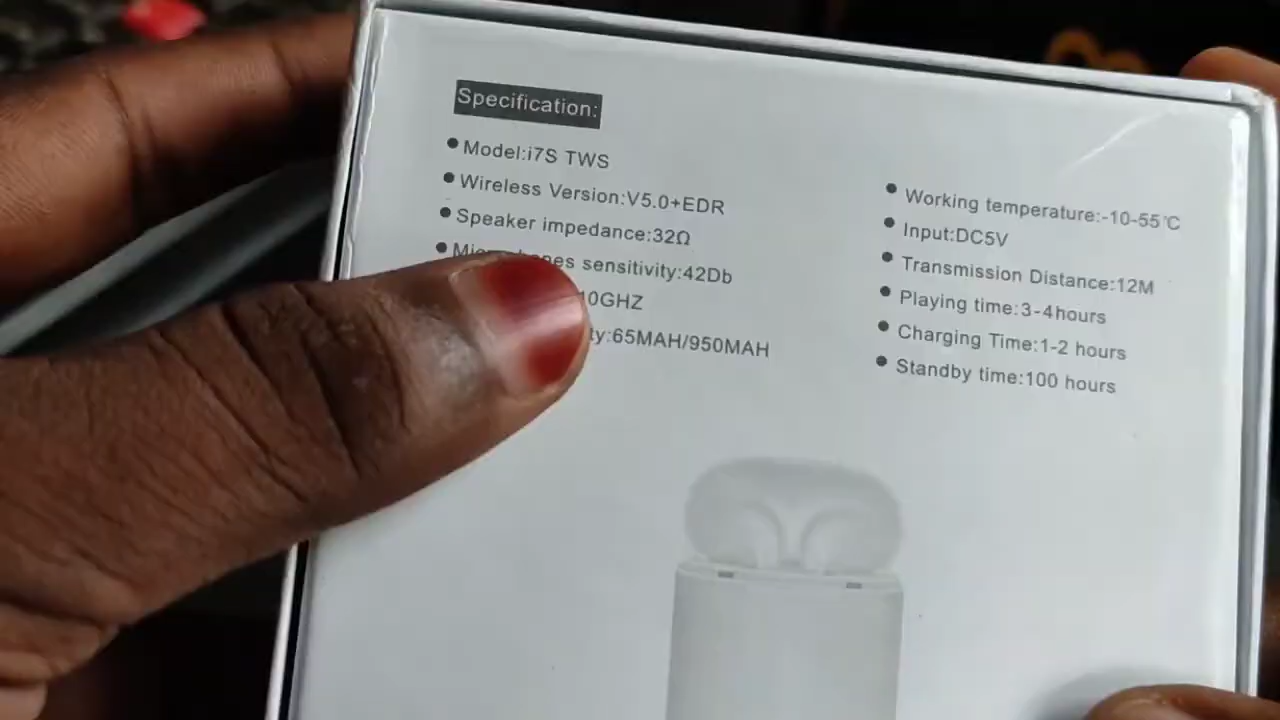 Specification:
Model:i7S TWS
Wireless Version:V5.0+EDR
Speaker impedance:32Ω
sensitivity:42Db
10GHZ
65MAH/950MAH
Working temperature:-10-55℃
Input:DC5V
Transmission Distance:12M
Playing time:3-4hours
Charging Time:1-2 hours
Standby time:100 hours